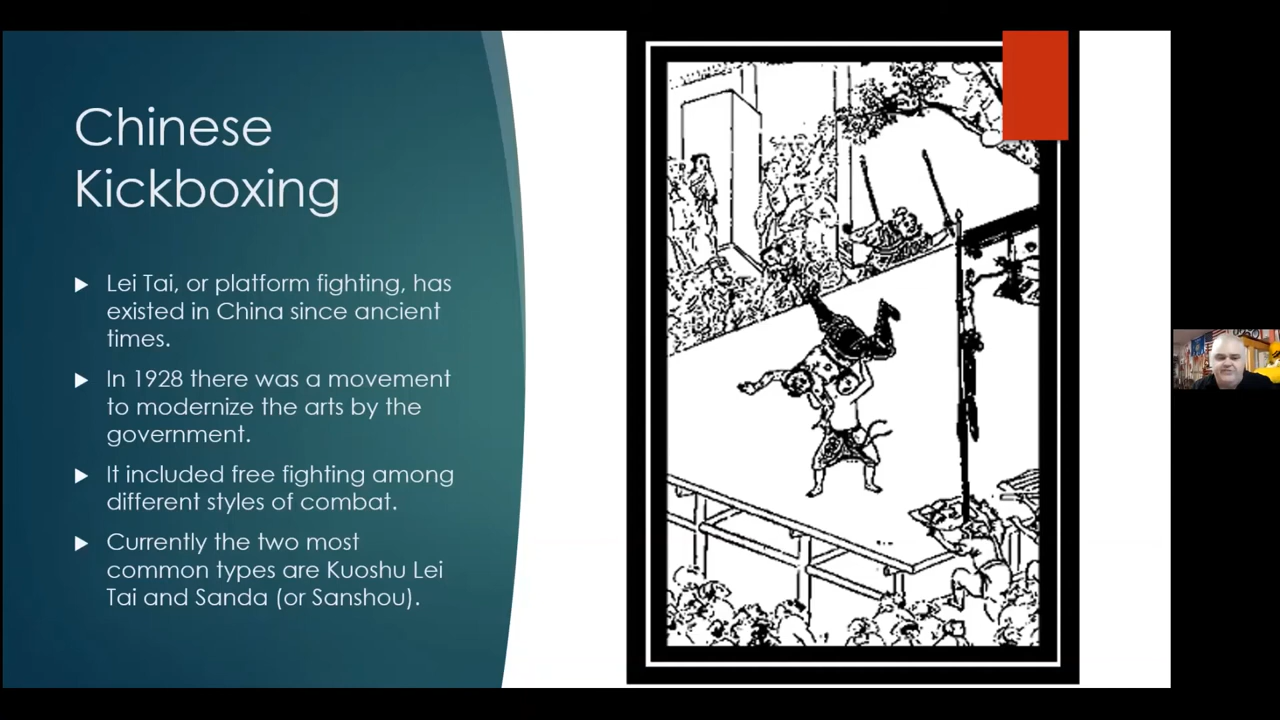 Chinese
Kickboxing
Lei Tai, or platform fighting, has
existed in China since ancient
times.
In 1928 there was a movement
to modernize the arts by the
government.
It included free fighting among
different styles of combat.
Currently the two most
common types are Kuoshu Lei
Tai and Sanda (or Sanshou).